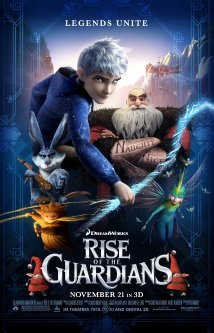 LEGENDS UNITE
NAUGHTY
DREAMWORKS
RISE
OF THE
GUARDIANS
NOVEMBER 21 IN 3D